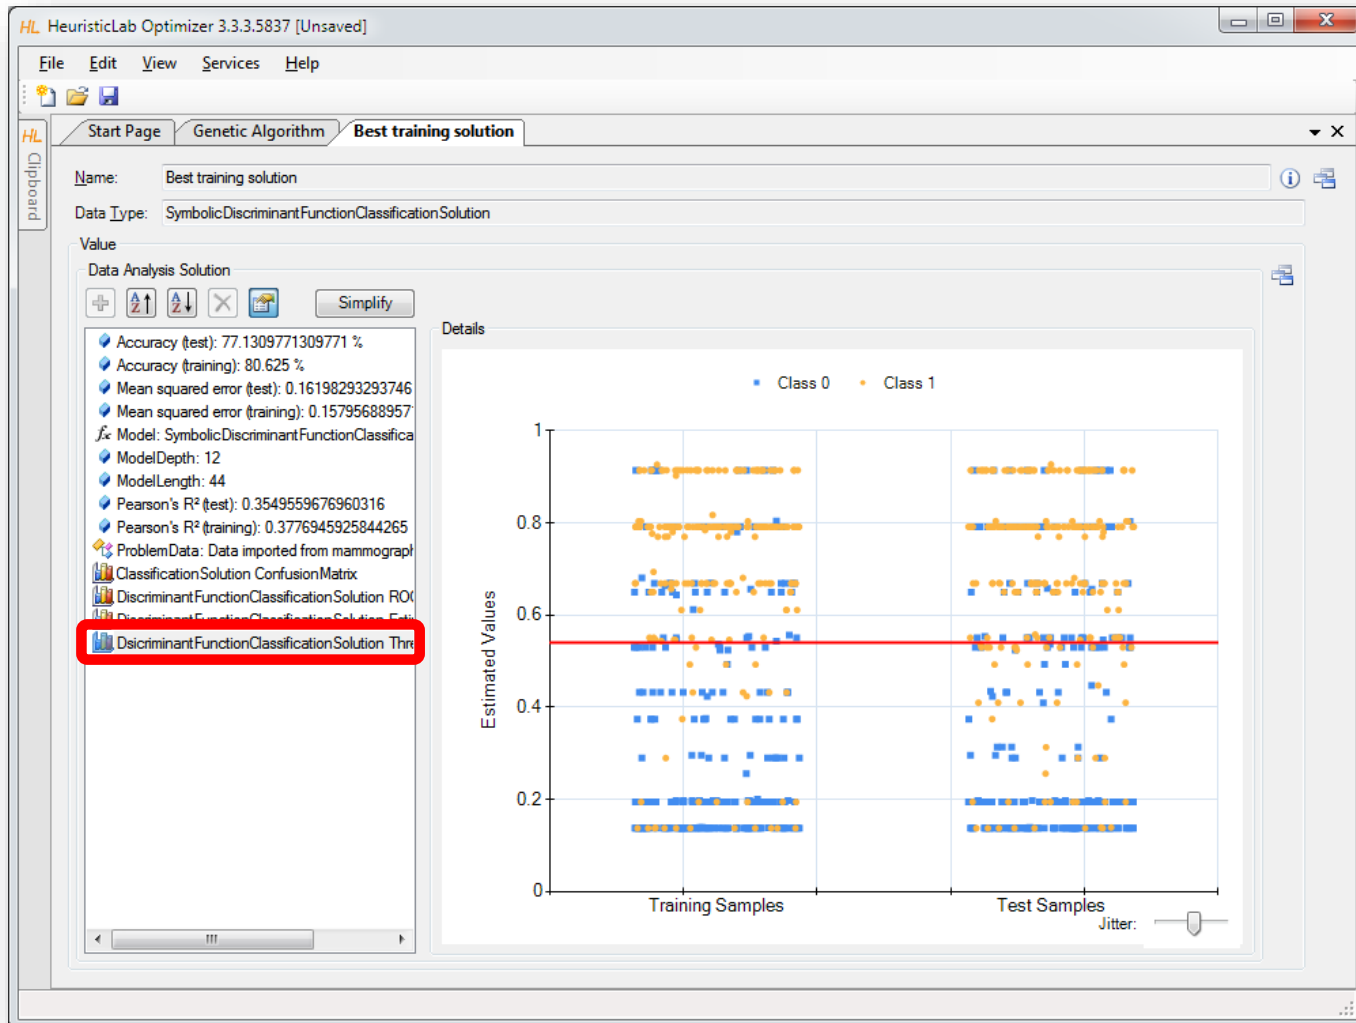 HL HeuristicLab Optimizer 3.3.3.5837 [Unsaved]
File Edit View Services Help
HL Clipboard
Start Page Genetic Algorithm Best training solution
Name: Best training solution
Data Type: SymbolicDiscriminantFunctionClassificationSolution
Value
Data Analysis Solution
Simplify
Accuracy (test): 77.1309771309771 %
Accuracy (training): 80.625 %
Mean squared error (test): 0.16198293293746
Mean squared error (training): 0.15795688957
Model: SymbolicDiscriminantFunctionClassifica
ModelDepth: 12
ModelLength: 44
Pearson's R² (test): 0.3549559676960316
Pearson's R² (training): 0.3776945925844265
ProblemData: Data imported from mammograph
ClassificationSolution ConfusionMatrix
DiscriminantFunctionClassificationSolution ROC
DiscriminantFunctionClassificationSolution Esti
DsicriminantFunctionClassificationSolution Thre
Details
Class 0 Class 1
1
0.8
0.6
0.4
0.2
0
Estimated Values
Training Samples Test Samples
Jitter: